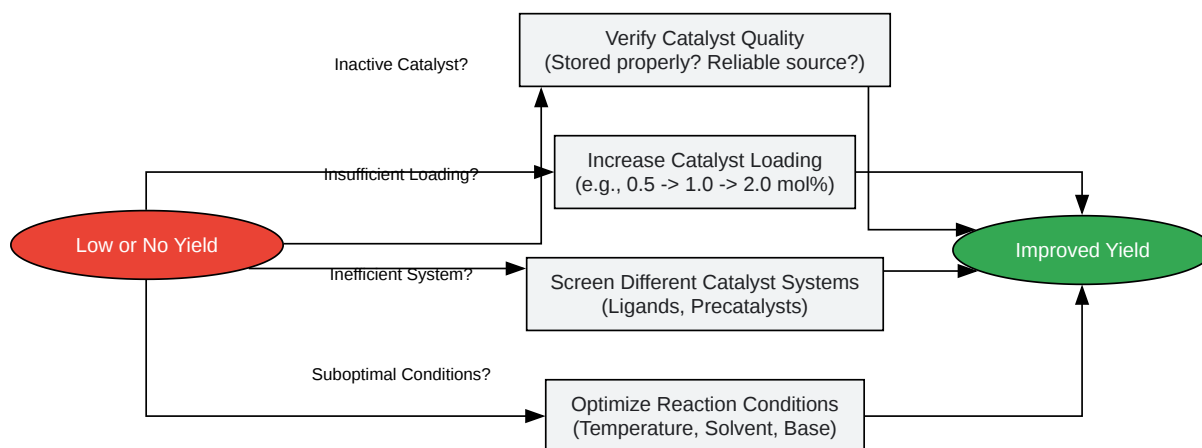 Inactive Catalyst?
Verify Catalyst Quality
(Stored properly? Reliable source?)
Insufficient Loading?
Increase Catalyst Loading
(e.g., 0.5 -> 1.0 -> 2.0 mol%)
Low or No Yield
Improved Yield
Inefficient System?
Screen Different Catalyst Systems
(Ligands, Precatalysts)
Suboptimal Conditions?
Optimize Reaction Conditions
(Temperature, Solvent, Base)